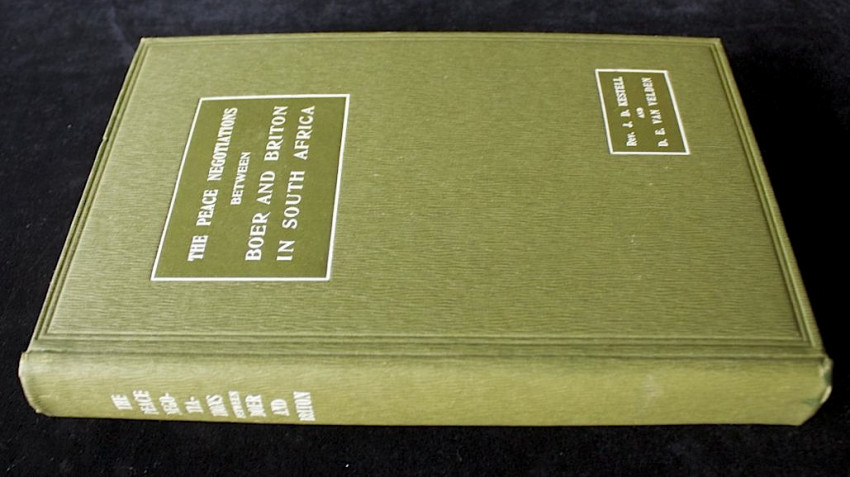 THE PEACE NEGOTIATIONS
BETWEEN
BOER AND BRITON
IN SOUTH AFRICA
Rev. J. D. KESTELL
AND
D. E. VAN VELDEN
THE
PEACE
NEGO-
TIA-
TIONS
BETWEEN
BOER
AND
BRITON